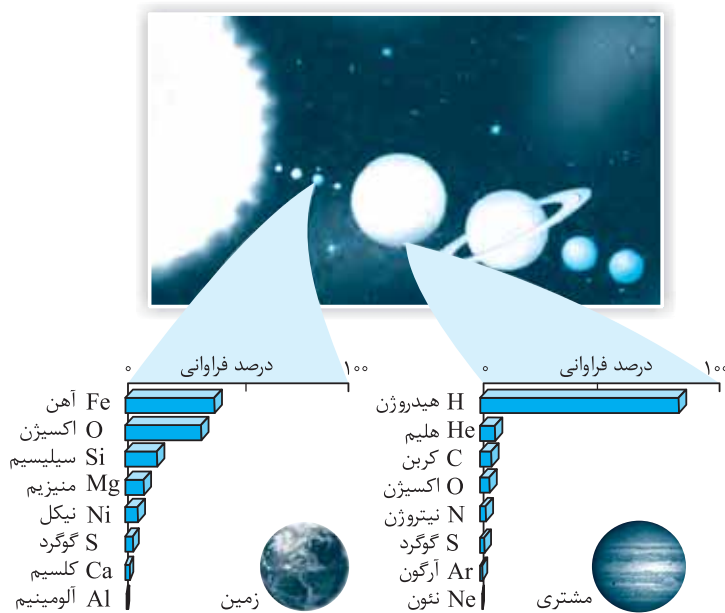 ۰ درصد فراوانی ۱۰۰
آهن Fe
اکسیژن O
سیلیسیم Si
منیزیم Mg
نیکل Ni
گوگرد S
کلسیم Ca
آلومینیم Al
زمین
۰ درصد فراوانی ۱۰۰
هیدروژن H
هلیم He
کربن C
اکسیژن O
نیتروژن N
گوگرد S
آرگون Ar
نئون Ne
مشتری